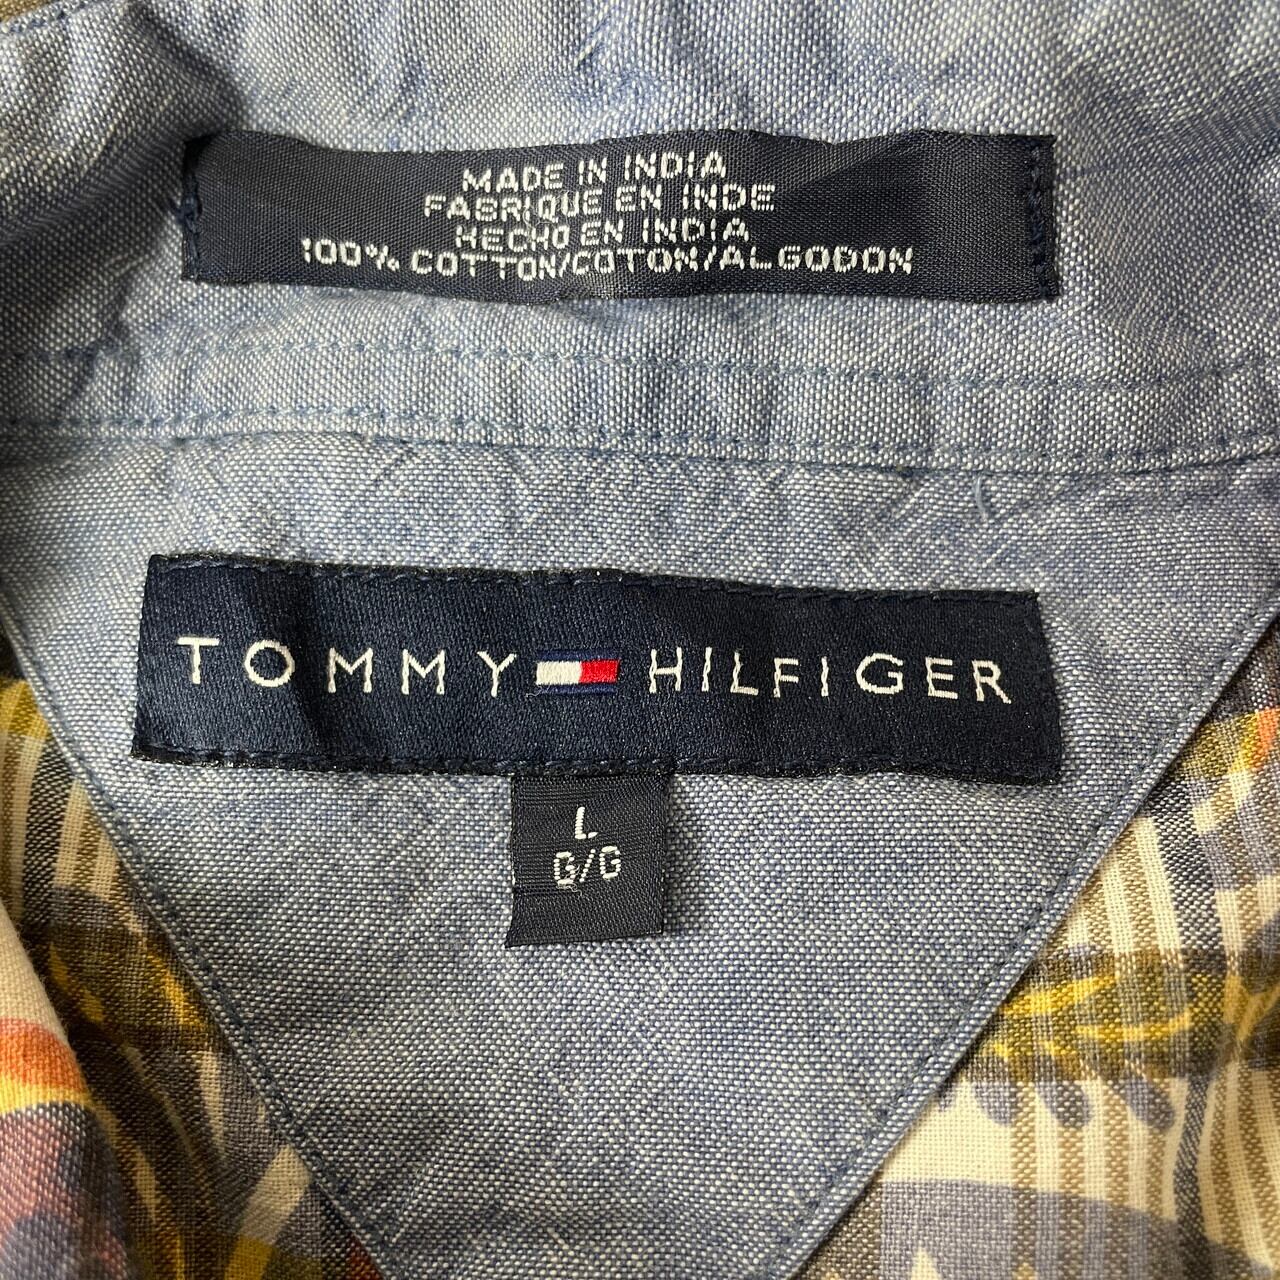 MADE IN INDIA
FABRIQUE EN INDE
HECHO EN INDIA
100% COTTON/COTON/ALGODON
TOMMY HILFIGER
L
G/G